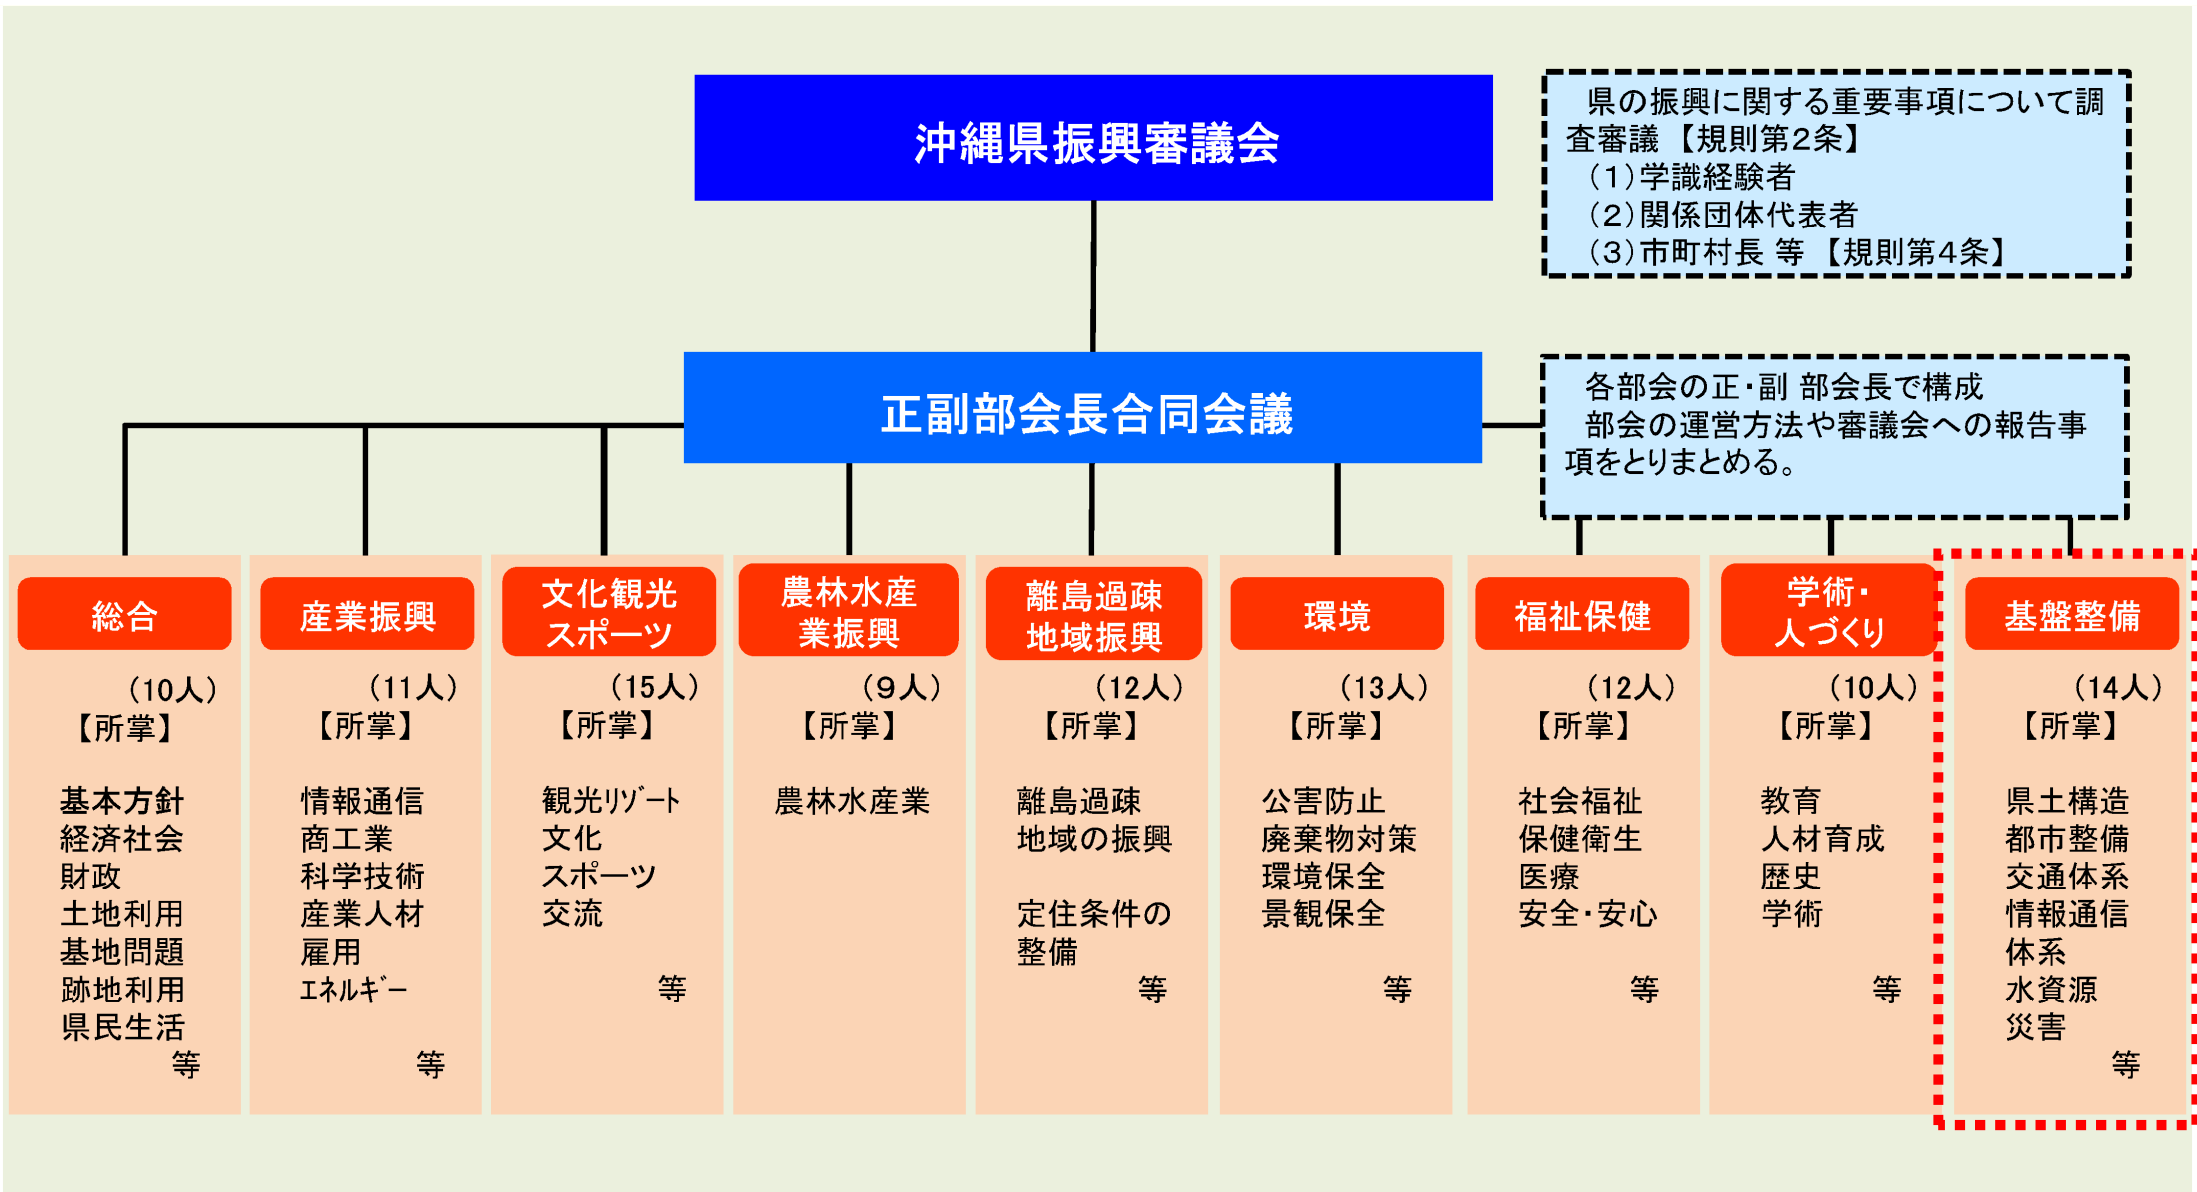 沖縄県振興審議会
県の振興に関する重要事項について調
査審議 【規則第2条】
(1)学識経験者
(2)関係団体代表者
(3)市町村長 等 【規則第4条】
正副部会長合同会議
各部会の正・副 部会長で構成
部会の運営方法や審議会への報告事
項をとりまとめる。
総合
(10人)
【所掌】
基本方針
経済社会
財政
土地利用
基地問題
跡地利用
県民生活
等
産業振興
(11人)
【所掌】
情報通信
商工業
科学技術
産業人材
雇用
エネルギー
等
文化観光
スポーツ
(15人)
【所掌】
観光リゾート
文化
スポーツ
交流
等
農林水産
業振興
(9人)
【所掌】
農林水産業
離島過疎
地域振興
(12人)
【所掌】
離島過疎
地域の振興
定住条件の
整備
等
環境
(13人)
【所掌】
公害防止
廃棄物対策
環境保全
景観保全
等
福祉保健
(12人)
【所掌】
社会福祉
保健衛生
医療
安全・安心
等
学術・
人づくり
(10人)
【所掌】
教育
人材育成
歴史
学術
等
基盤整備
(14人)
【所掌】
県土構造
都市整備
交通体系
情報通信
体系
水資源
災害
等